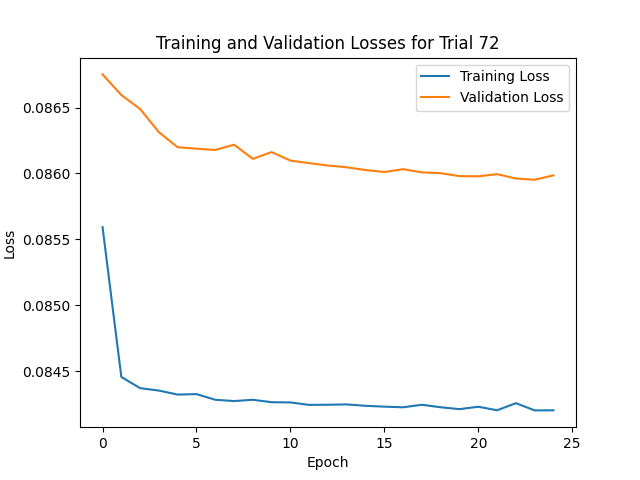 Training and Validation Losses for Trial 72
Training Loss
Validation Loss
0.0865
0.0860
0.0855
0.0850
0.0845
Loss
0
5
10
15
20
25
Epoch